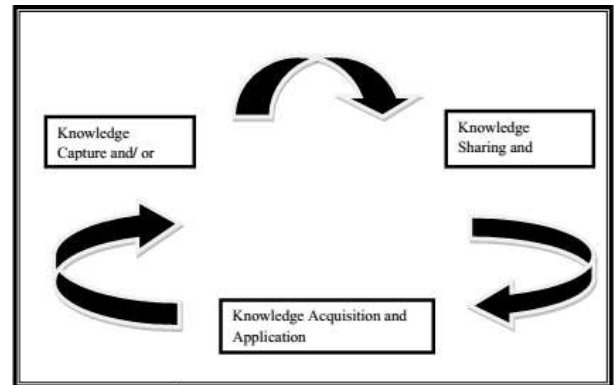 Knowledge
Capture and/ or
Knowledge
Sharing and
Knowledge Acquisition and
Application